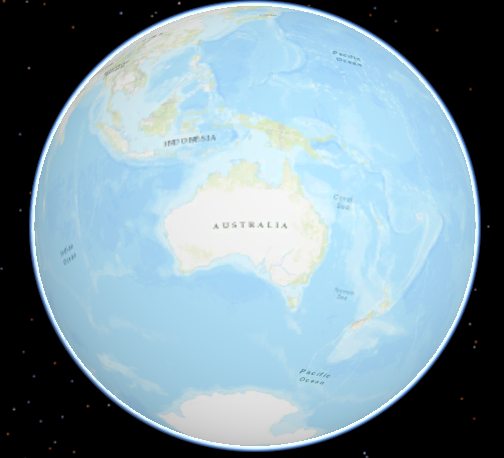 Pacific
Ocean
INDONESIA
Coral
Sea
AUSTRALIA
Tasman
Sea
Pacific
Ocean